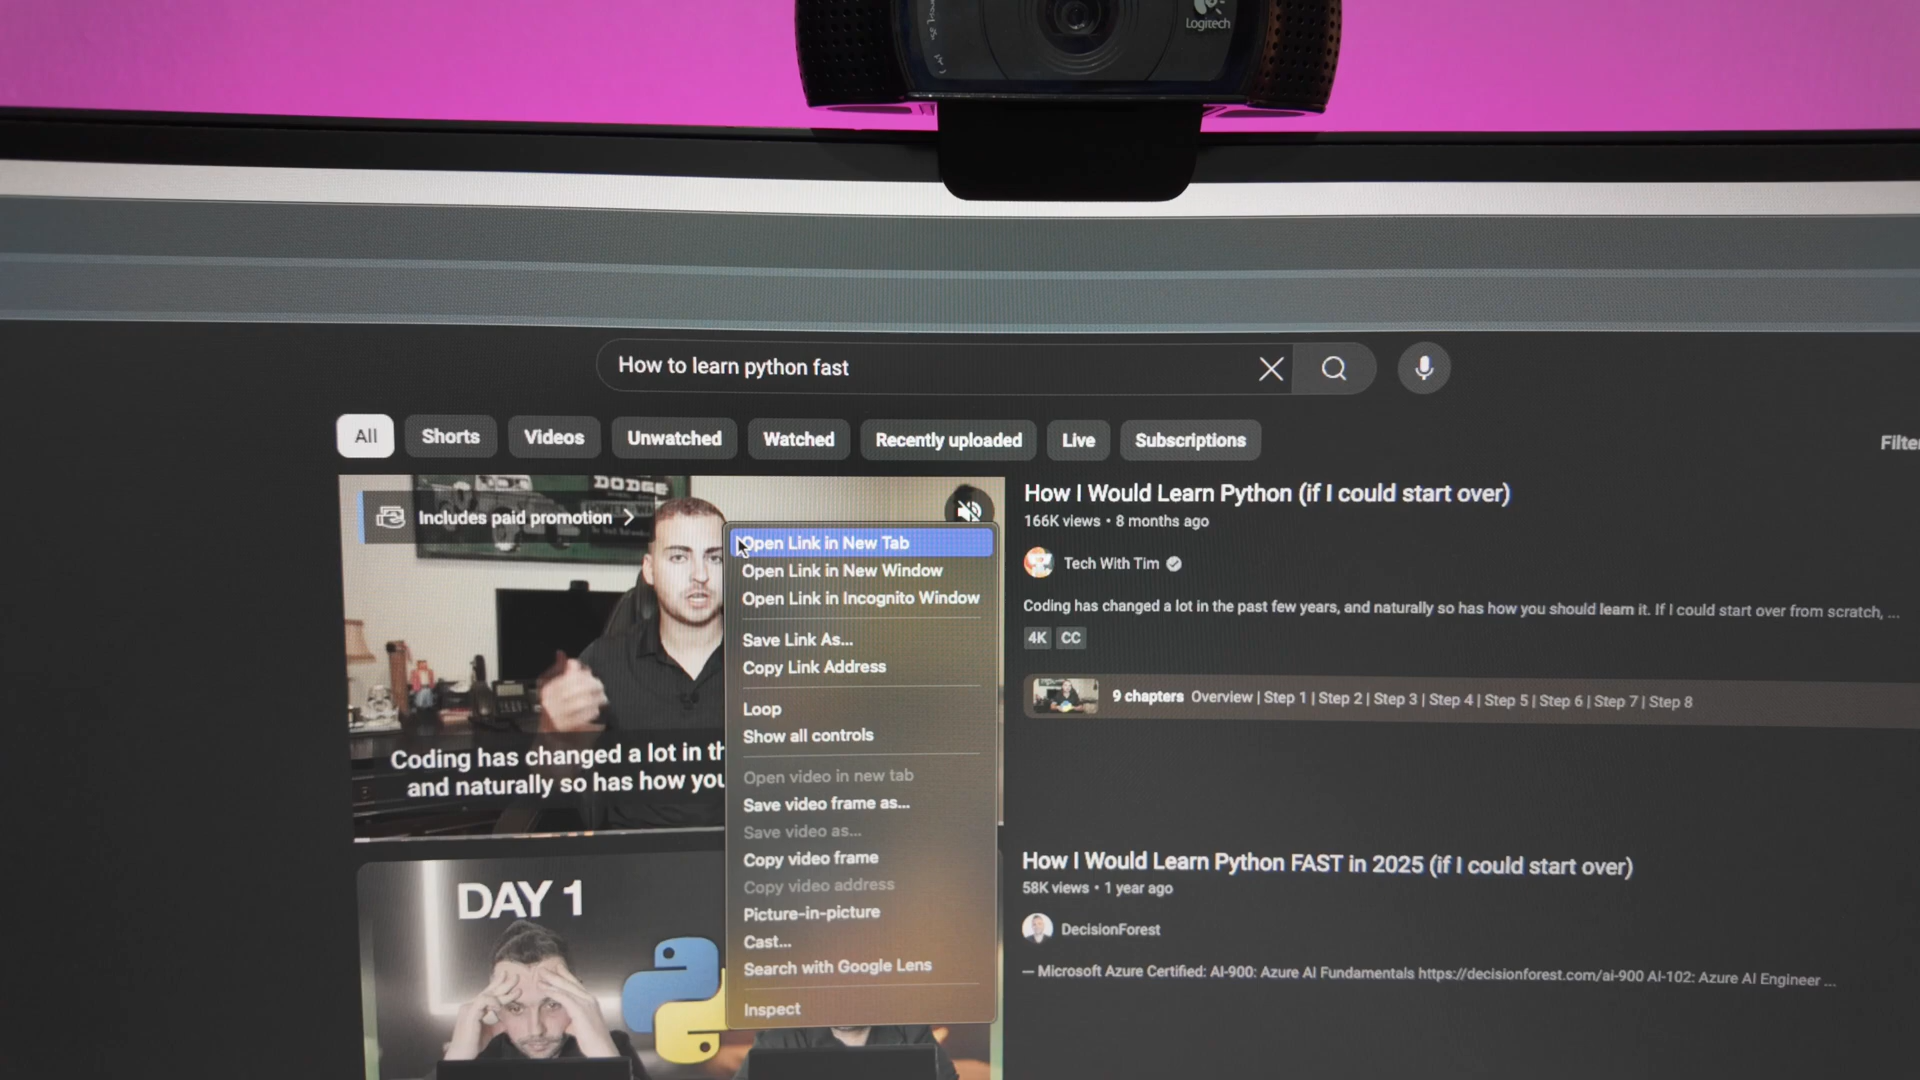 Logitech
How to learn python fast
All
Shorts
Videos
Unwatched
Watched
Recently uploaded
Live
Subscriptions
DODGE
Includes paid promotion
Coding has changed a lot in
and naturally so has how you
Open Link in New Tab
Open Link in New Window
Open Link in Incognito Window
Save Link As...
Copy Link Address
Loop
Show all controls
Open video in new tab
Save video frame as...
Save video as...
Copy video frame
Copy video address
Picture-in-picture
Cast...
Search with Google Lens
Inspect
How I Would Learn Python (if I could start over)
166K views • 8 months ago
Tech With Tim
Coding has changed a lot in the past few years, and naturally so has how you should learn it. If I could start over from scratch, ...
4K CC
9 chapters Overview | Step 1 | Step 2 | Step 3 | Step 4 | Step 5 | Step 6 | Step 7 | Step 8
DAY 1
How I Would Learn Python FAST in 2025 (if I could start over)
58K views • 1 year ago
DecisionForest
— Microsoft Azure Certified: AI-900: Azure AI Fundamentals https://decisionforest.com/ai-900 AI-102: Azure AI Engineer ...